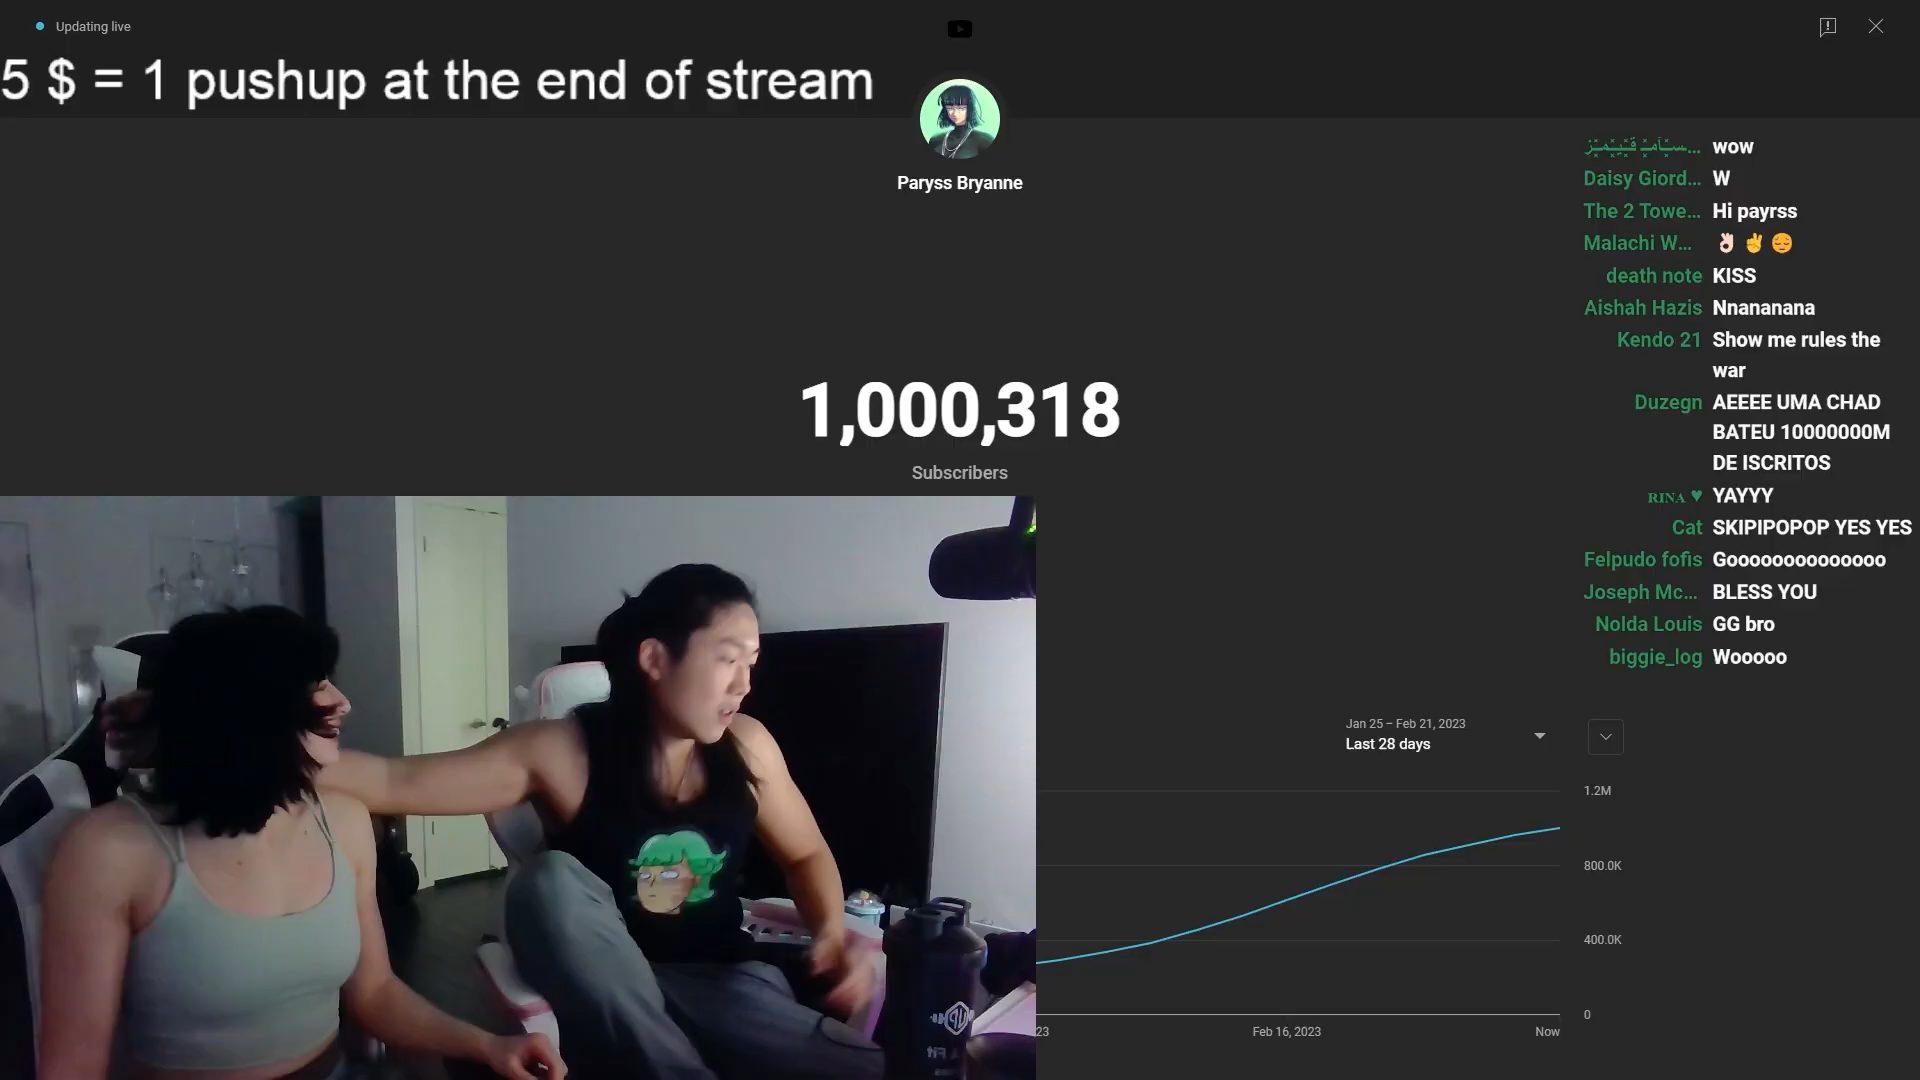 Updating live
5 $ = 1 pushup at the end of stream
Paryss Bryanne
1,000,318
Subscribers
wow
Daisy Giord... W
The 2 Towe... Hi payrss
Malachi W... 👌🏻 ✌️ 😔
death note KISS
Aishah Hazis Nnananana
Kendo 21 Show me rules the
war
Duzegn AEEEE UMA CHAD
BATEU 10000000M
DE ISCRITOS
ʀɪɴᴀ ♥ YAYYY
Cat SKIPIPOPOP YES YES
Felpudo fofis Goooooooooooooo
Joseph Mc... BLESS YOU
Nolda Louis GG bro
biggie_log Wooooo
Jan 25 – Feb 21, 2023
Last 28 days
1.2M
800.0K
400.0K
0
23
Feb 16, 2023
Now